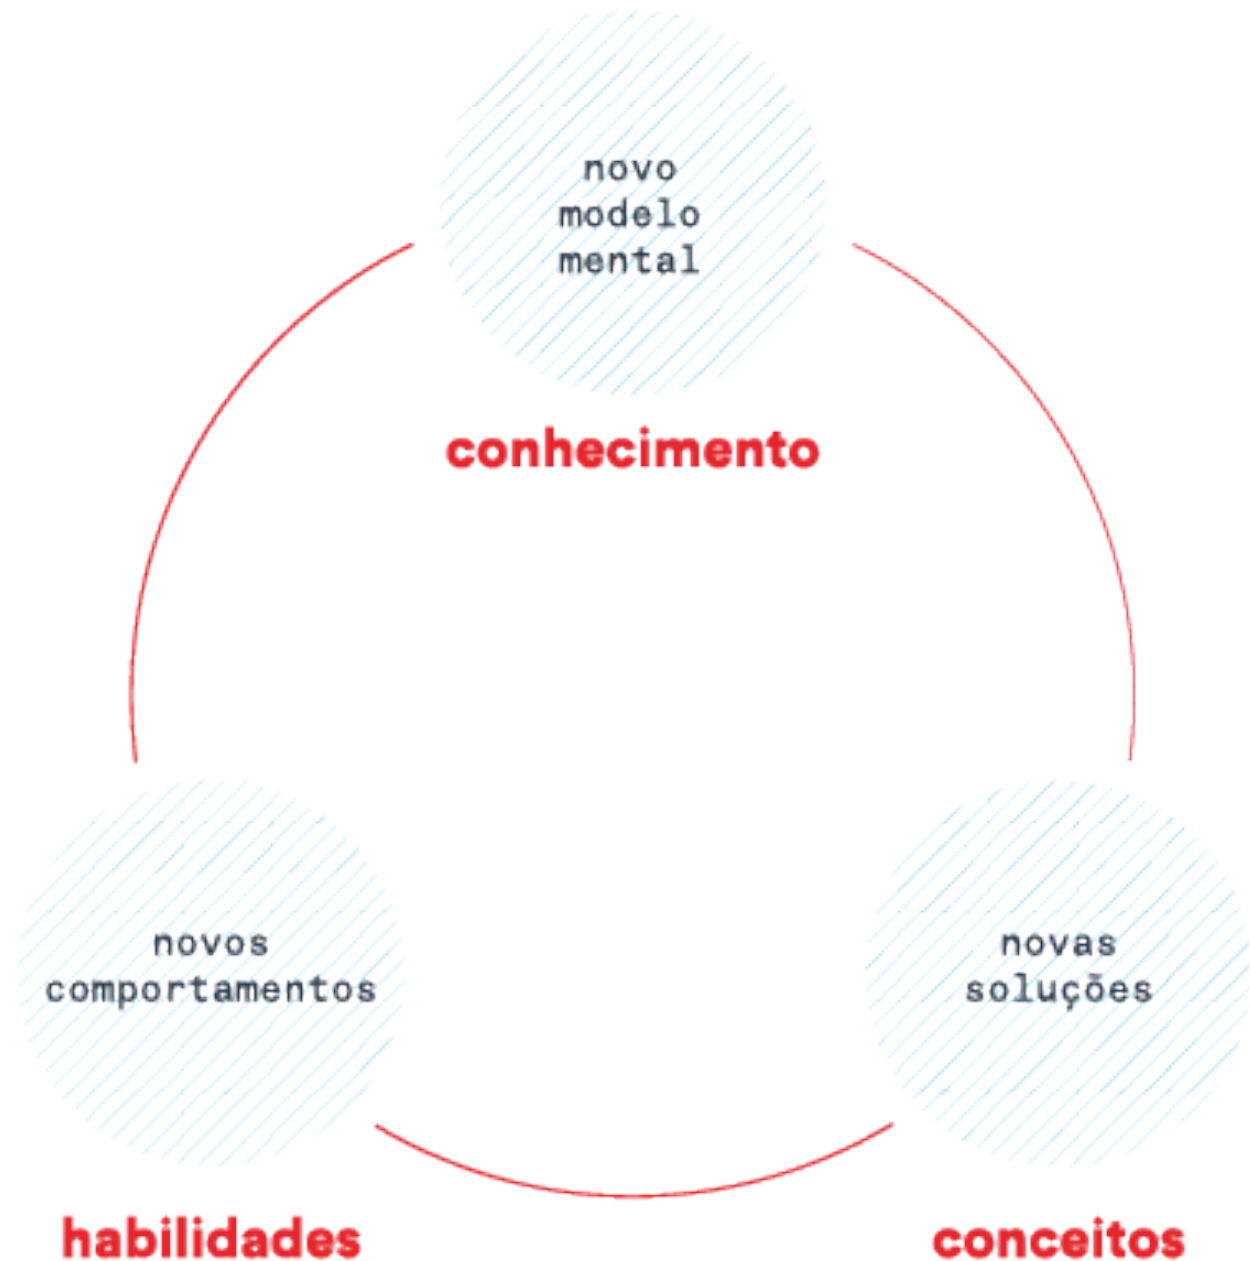 novo
modelo
mental
conhecimento
novos
comportamentos
habilidades
novas
soluções
conceitos